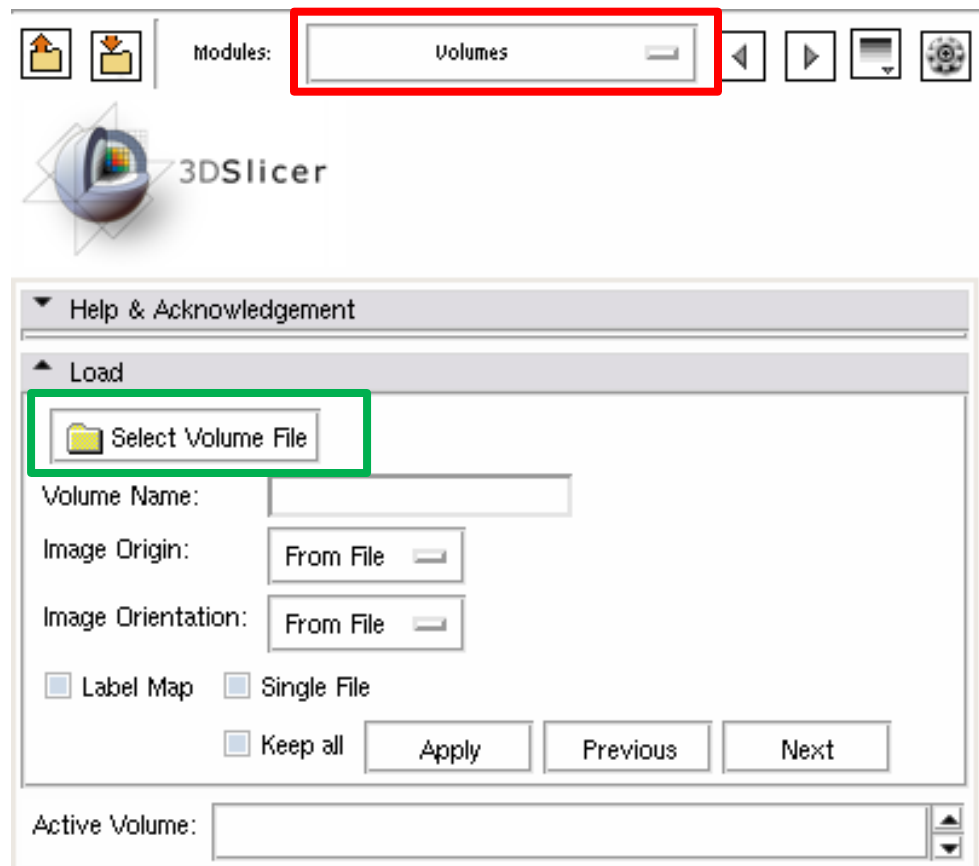 Modules: Volumes
3DSlicer
Help & Acknowledgement
Load
Select Volume File
Volume Name:
Image Origin: From File
Image Orientation: From File
Label Map Single File
Keep all Apply Previous Next
Active Volume: